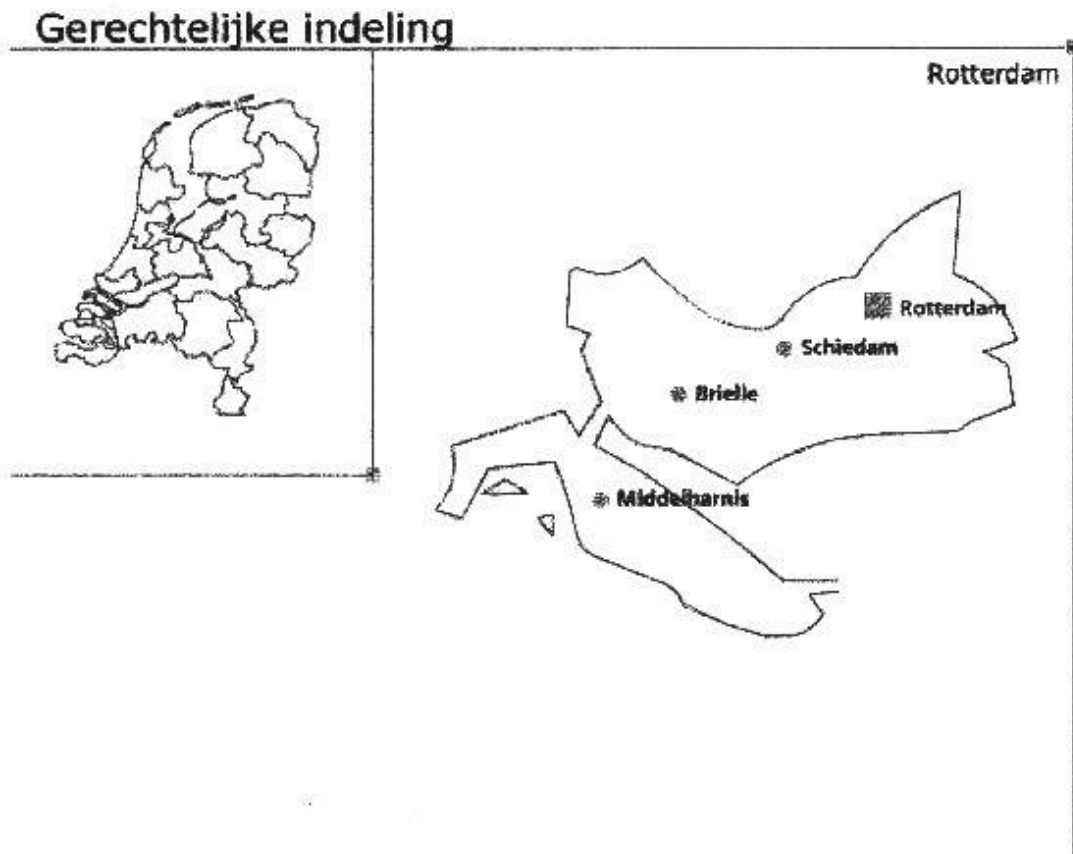 Gerechtelijke indeling
Rotterdam
Rotterdam
Schiedam
Brielle
Middelharnis